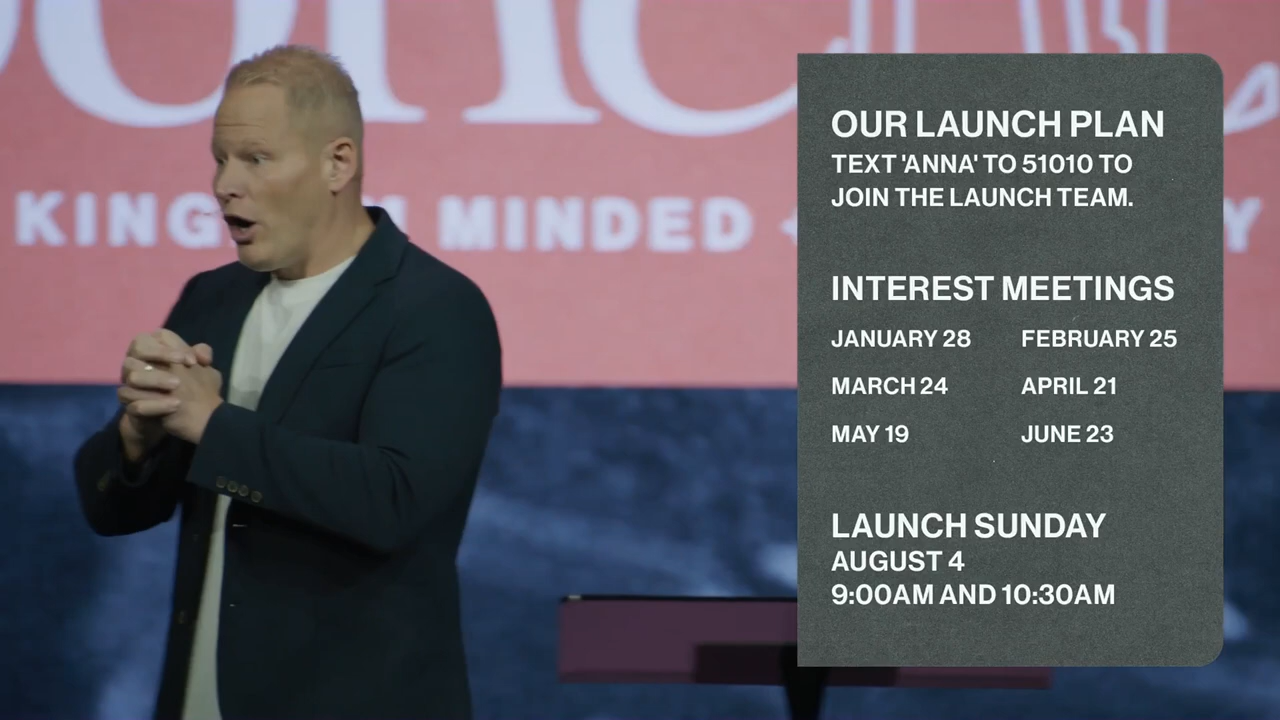 MINDED
OUR LAUNCH PLAN
TEXT 'ANNA' TO 51010 TO
JOIN THE LAUNCH TEAM.
INTEREST MEETINGS
JANUARY 28 FEBRUARY 25
MARCH 24 APRIL 21
MAY 19 JUNE 23
LAUNCH SUNDAY
AUGUST 4
9:00AM AND 10:30AM